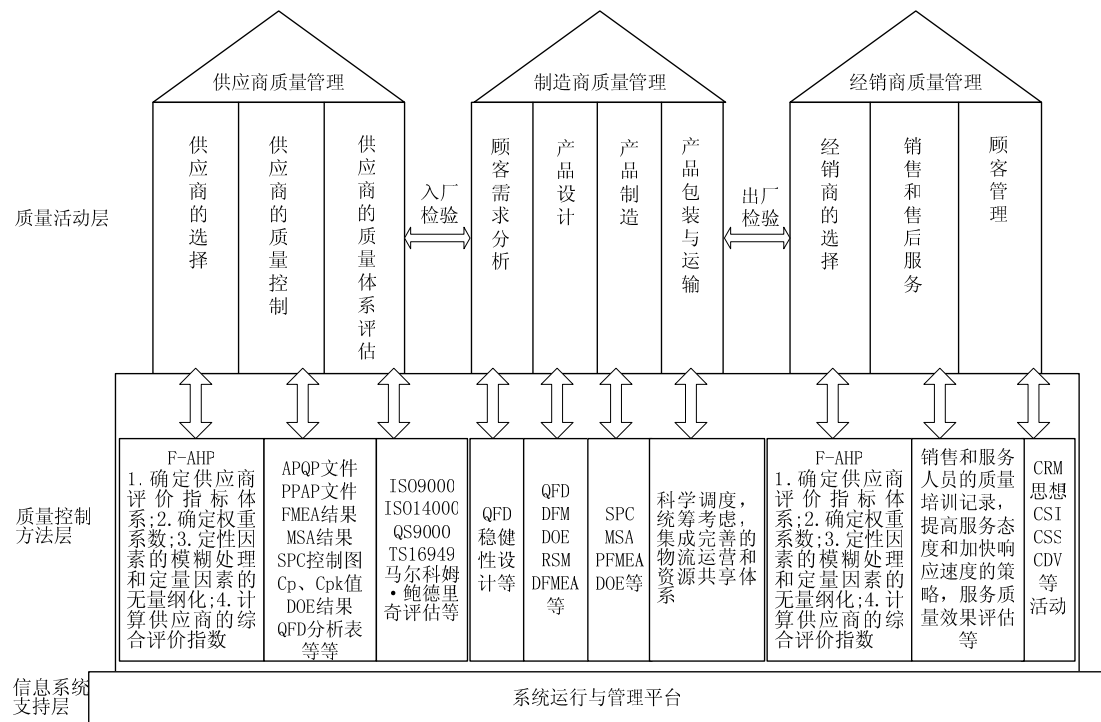 供应商质量管理
制造商质量管理
经销商质量管理
质量活动层
供应商的选择
供应商的质量控制
供应商的质量体系评估
入厂
检验
顾客需求分析
产品设计
产品制造
产品包装与运输
出厂
检验
经销商的选择
销售和售后服务
顾客管理
质量控制
方法层
F-AHP
1.确定供应商
评价指标体
系;2.确定权重
系数;3.定性因
素的模糊处理
和定量因素的
无量纲化;4.计
算供应商的综
合评价指数
APQP文件
PPAP文件
FMEA结果
MSA结果
SPC控制图
Cp、Cpk值
DOE结果
QFD分析表
等等
ISO9000
ISO14000
QS9000
TS16949
马尔科姆
·鲍德里
奇评估等
QFD
稳健
性设
计等
QFD
DFM
DOE
RSM
DFMEA
等
SPC
MSA
PFMEA
DOE等
科学调度,
统筹考虑,
集成完善的
物流运营和
资源共享体
系
F-AHP
1.确定供应商
评价指标体
系;2.确定权重
系数;3.定性因
素的模糊处理
和定量因素的
无量纲化;4.计
算供应商的综
合评价指数
销售和服务
人员的质量
培训记录,
提高服务态
度和加快响
应速度的策
略，服务质
量效果评估
等
CRM
思想
CSI
CSS
CDV
等
活动
信息系统
支持层
系统运行与管理平台